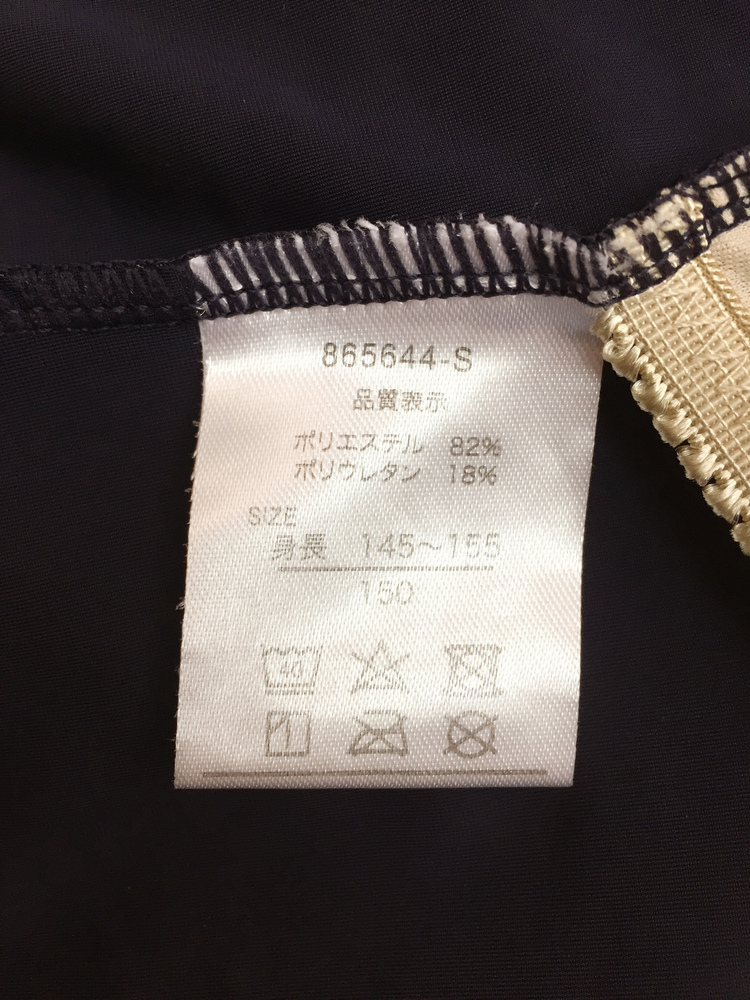 865644-S
品質表示
ポリエステル 82%
ポリウレタン 18%
SIZE
身長 145～155
150
40